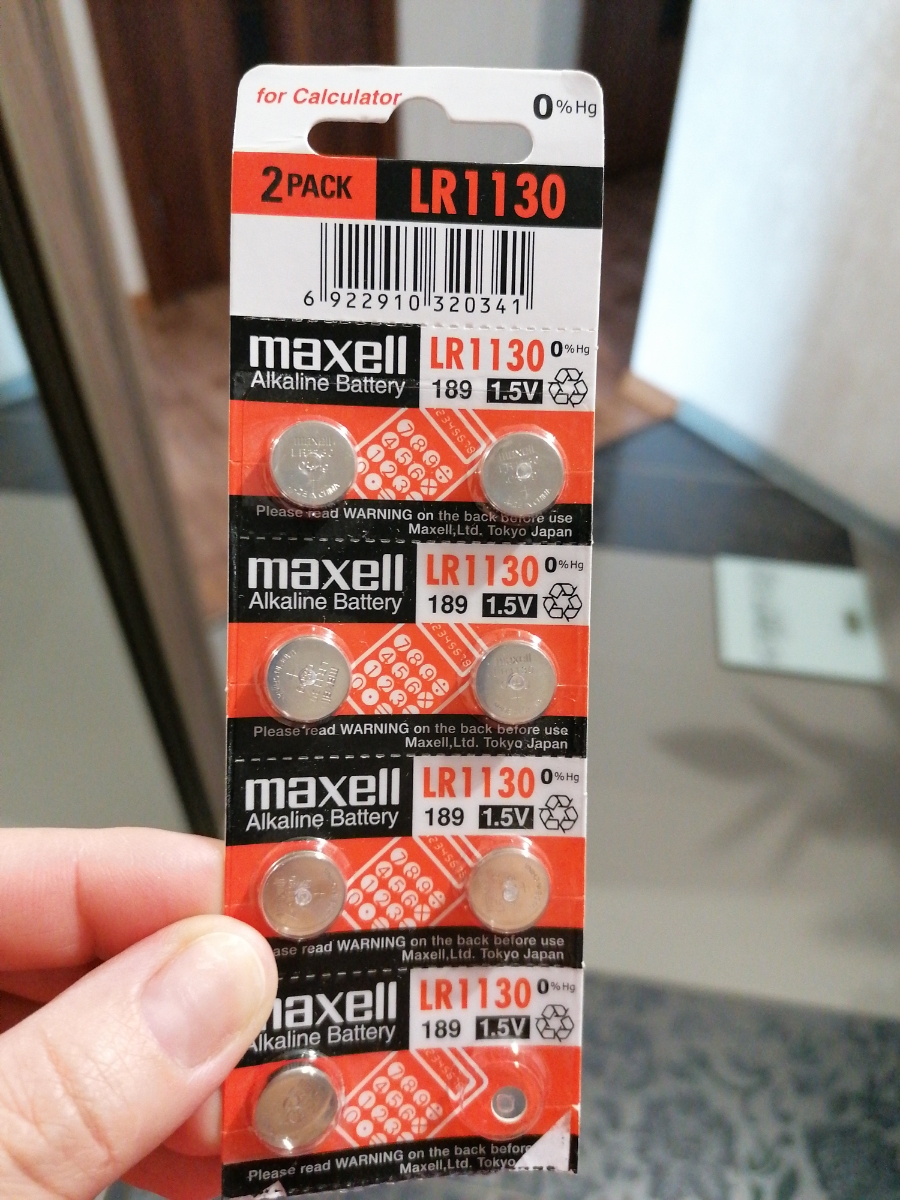 for Calculator
0%Hg
2 PACK LR1130
6 922910 320341
maxell LR1130 0%Hg
Alkaline Battery 189 1.5V
Please read WARNING on the back before use
Maxell,Ltd. Tokyo Japan
maxell LR1130 0%Hg
Alkaline Battery 189 1.5V
maxell
Please read WARNING on the back before use
Maxell,Ltd. Tokyo Japan
maxell LR1130 0%Hg
Alkaline Battery 189 1.5V
read WARNING on the back before use
Maxell,Ltd. Tokyo Japan
LR1130 0%Hg
Alkaline Battery 189 1.5V
Please read WARNING on the back before
Maxell,Ltd. Tokyo